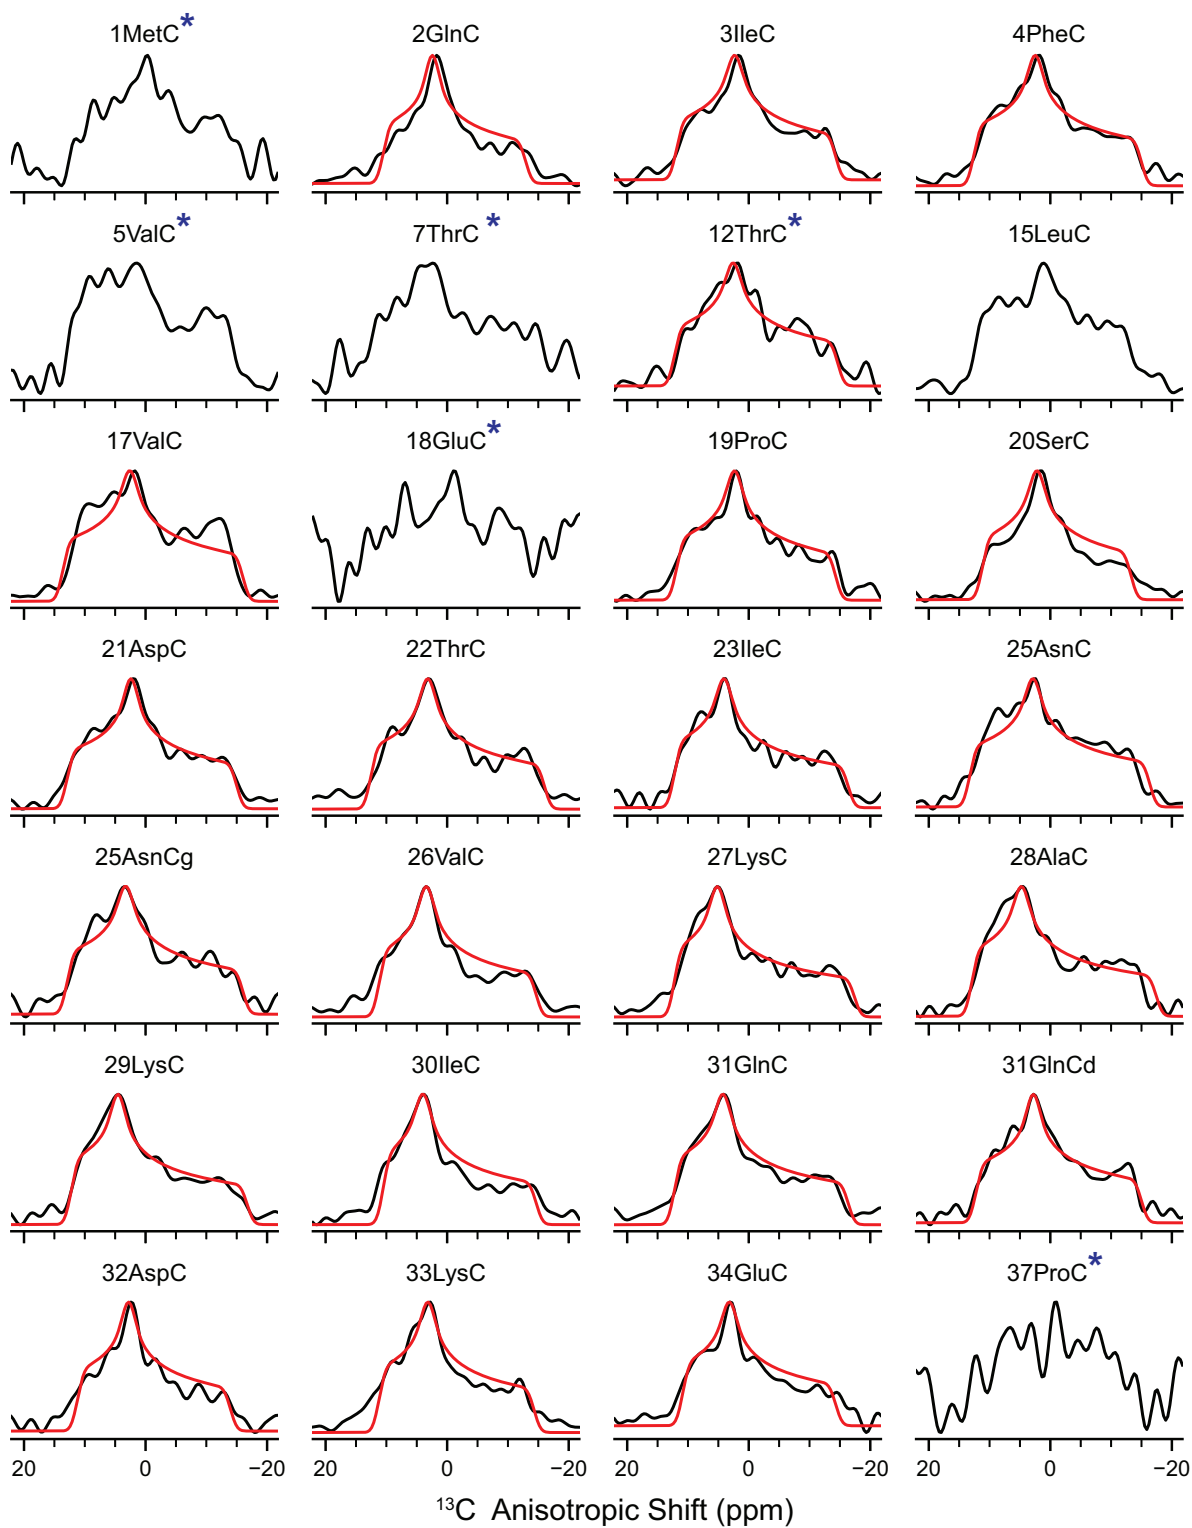 1MetC* 2GlnC 3IleC 4PheC
5ValC* 7ThrC * 12ThrC* 15LeuC
17ValC 18GluC* 19ProC 20SerC
21AspC 22ThrC 23IleC 25AsnC
25AsnCg 26ValC 27LysC 28AlaC
29LysC 30IleC 31GlnC 31GlnCd
32AspC 33LysC 34GluC 37ProC*
20 0 −20 20 0 −20 20 0 −20 20 0 −20
¹³C Anisotropic Shift (ppm)